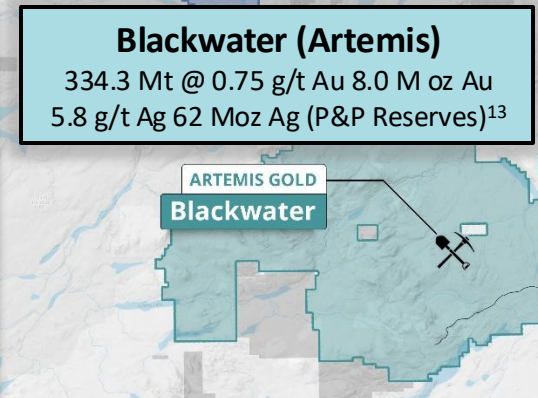 Blackwater (Artemis)
334.3 Mt @ 0.75 g/t Au 8.0 M oz Au
5.8 g/t Ag 62 Moz Ag (P&P Reserves)¹³
ARTEMIS GOLD
Blackwater